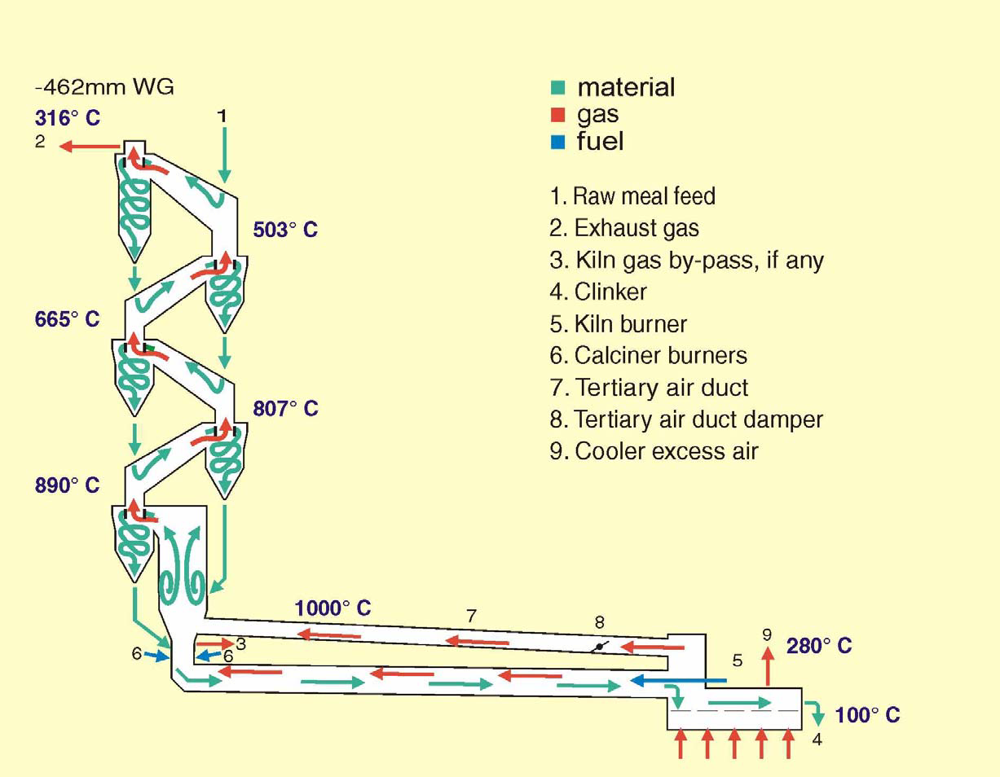 -462mm WG
316° C
2
1
503° C
665° C
807° C
890° C
material
gas
fuel
1. Raw meal feed
2. Exhaust gas
3. Kiln gas by-pass, if any
4. Clinker
5. Kiln burner
6. Calciner burners
7. Tertiary air duct
8. Tertiary air duct damper
9. Cooler excess air
1000° C
7
8
3
6
6
9
280° C
5
100° C
4